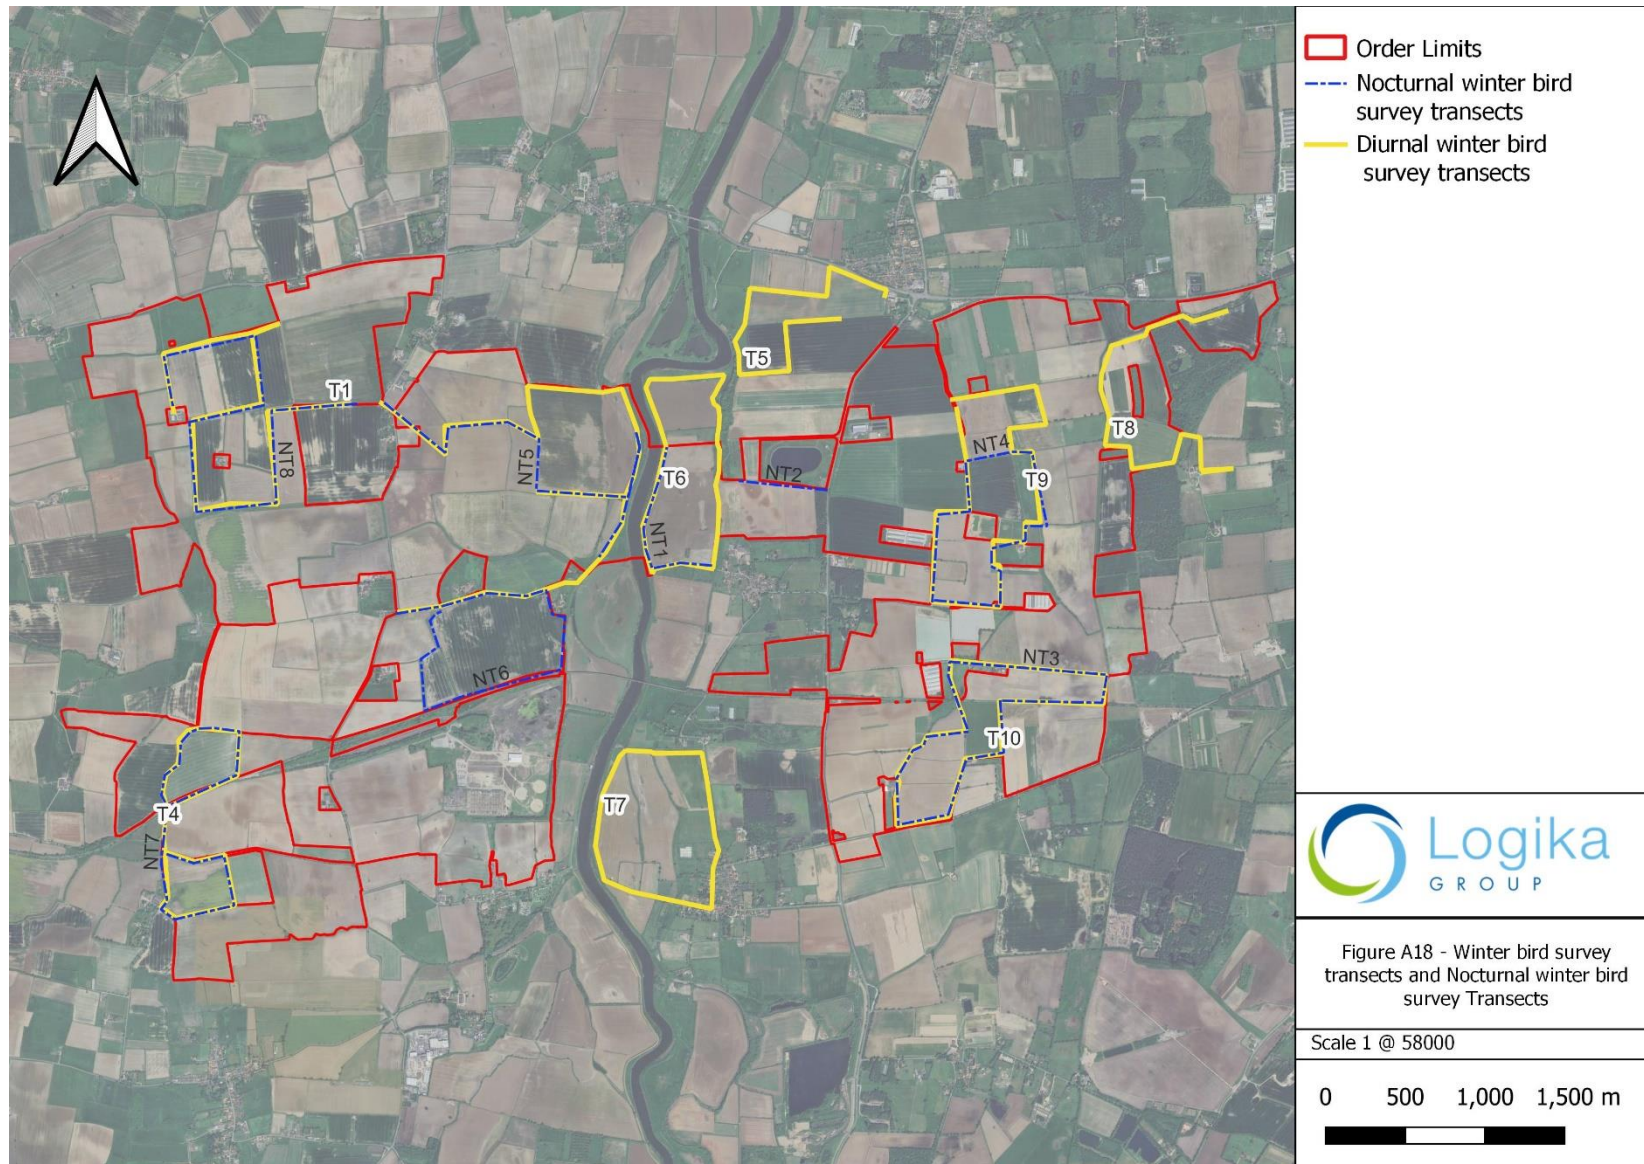 Order Limits
Nocturnal winter bird
survey transects
Diurnal winter bird
survey transects
T1
NT8
NT5
T6
NT1
T5
NT2
NT4
T9
T8
NT6
NT3
T10
T4
NT7
T7
Logika
GROUP
Figure A18 - Winter bird survey
transects and Nocturnal winter bird
survey Transects
Scale 1 @ 58000
0 500 1,000 1,500 m